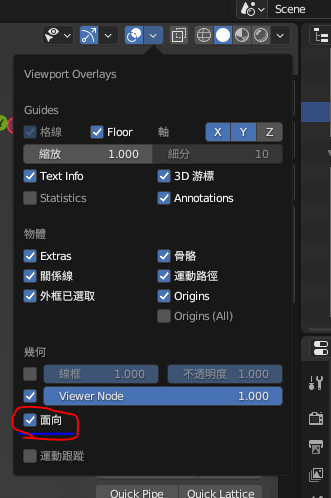 Scene
Viewport Overlays
Guides
格線 Floor 軸 X Y Z
縮放 1.000 細分 10
Text Info 3D 游標
Statistics Annotations
物體
Extras 骨骼
關係線 運動路徑
外框已選取 Origins
Origins (All)
幾何
線框 1.000 不透明度 1.000
Viewer Node 1.000
面向
運動跟蹤
Quick Pipe Quick Lattice